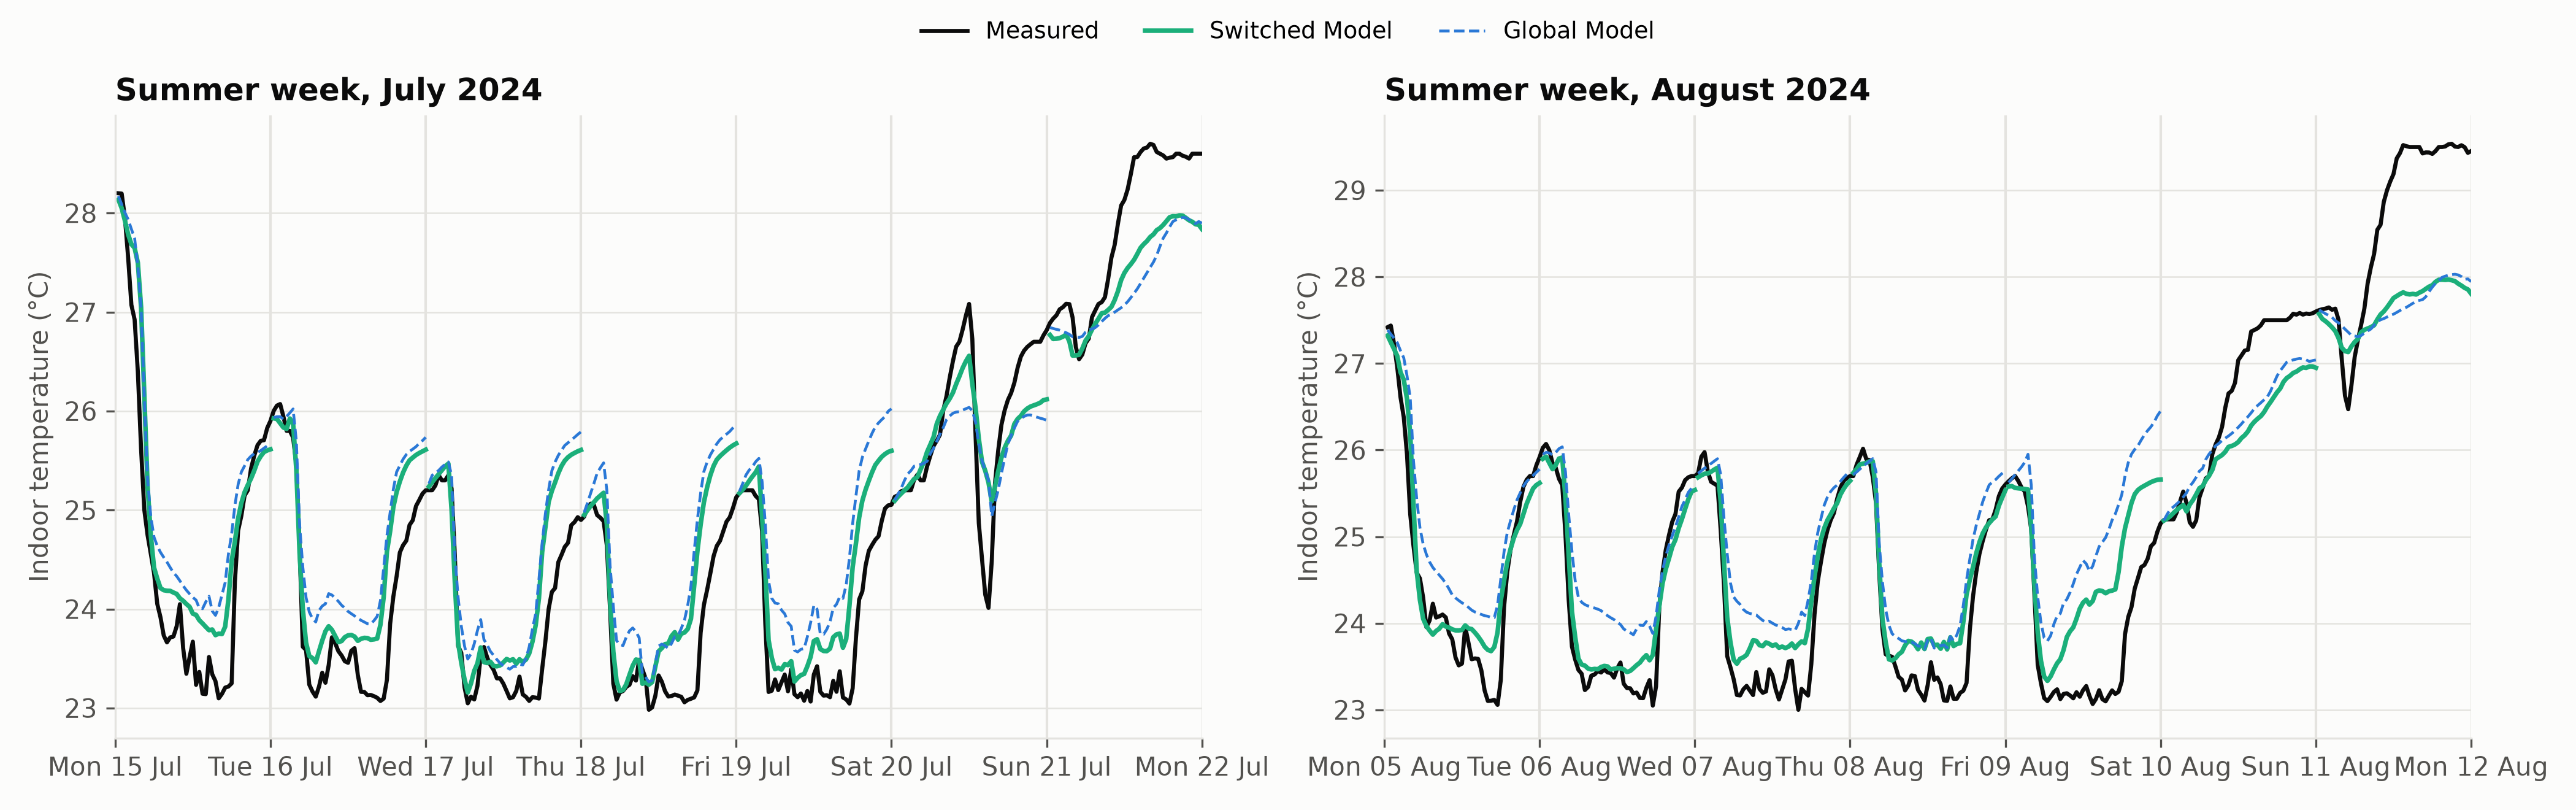 Measured Switched Model Global Model
Summer week, July 2024
Indoor temperature (°C)
28
27
26
25
24
23
Mon 15 Jul Tue 16 Jul Wed 17 Jul Thu 18 Jul Fri 19 Jul Sat 20 Jul Sun 21 Jul Mon 22 Jul
Summer week, August 2024
Indoor temperature (°C)
29
28
27
26
25
24
23
Mon 05 Aug Tue 06 Aug Wed 07 Aug Thu 08 Aug Fri 09 Aug Sat 10 Aug Sun 11 Aug Mon 12 Aug